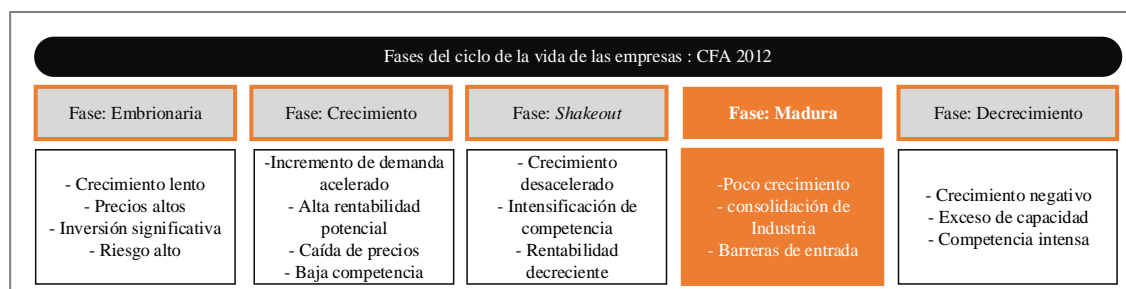 Fases del ciclo de la vida de las empresas : CFA 2012
Fase: Embrionaria
- Crecimiento lento
- Precios altos
- Inversión significativa
- Riesgo alto
Fase: Crecimiento
-Incremento de demanda
acelerado
- Alta rentabilidad
potencial
- Caída de precios
- Baja competencia
Fase: Shakeout
- Crecimiento
desacelerado
- Intensificación de
competencia
- Rentabilidad
decreciente
Fase: Madura
-Poco crecimiento
- consolidación de
Industria
- Barreras de entrada
Fase: Decrecimiento
- Crecimiento negativo
- Exceso de capacidad
- Competencia intensa